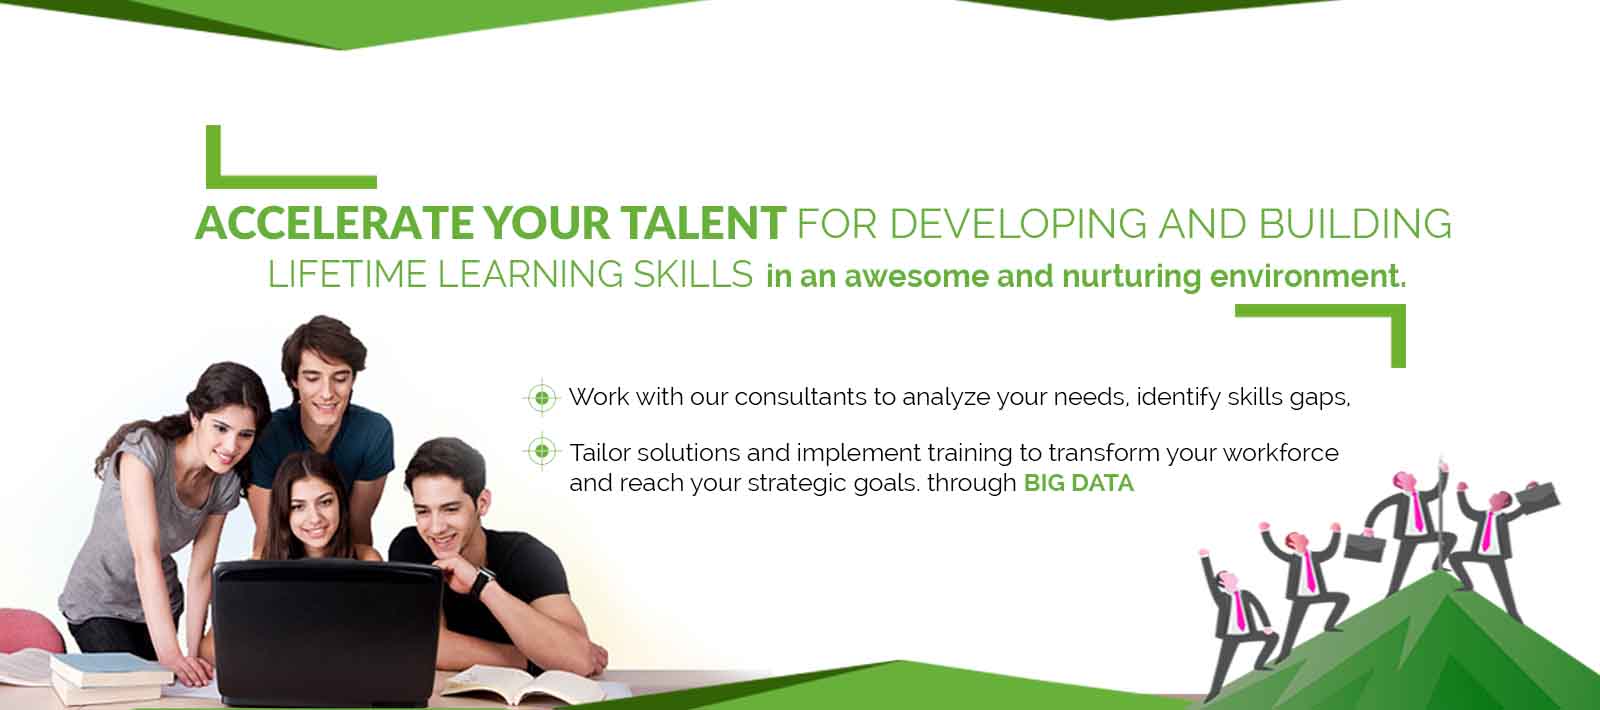 ACCELERATE YOUR TALENT FOR DEVELOPING AND BUILDING
LIFETIME LEARNING SKILLS in an awesome and nurturing environment.
Work with our consultants to analyze your needs, identify skills gaps,
Tailor solutions and implement training to transform your workforce
and reach your strategic goals. through BIG DATA